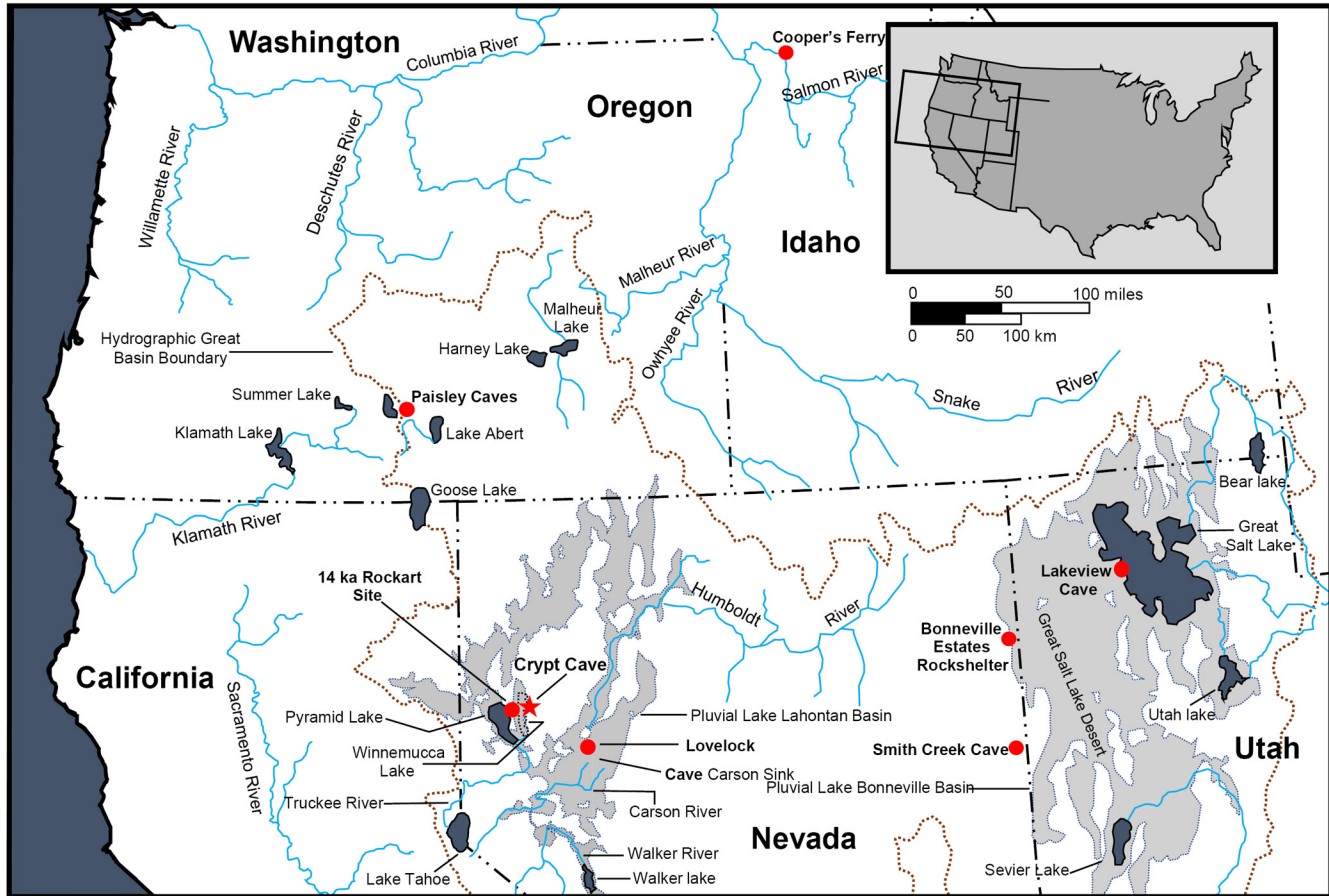 Washington
Columbia River
Cooper's Ferry
Salmon River
Oregon
Willamette River
Deschutes River
Idaho
Malheur River
Owhyee River
0 50 100 miles
0 50 100 km
Malheur
Lake
Harney Lake
Hydrographic Great
Basin Boundary
Summer Lake
Paisley Caves
Klamath Lake
Lake Abert
Snake River
Goose Lake
Klamath River
Bear lake
Great
Salt Lake
14 ka Rockart
Site
Humboldt River
Lakeview
Cave
Bonneville
Estates
Rockshelter
Great Salt Lake Desert
Crypt Cave
California
Sacramento River
Pyramid Lake
Pluvial Lake Lahontan Basin
Utah lake
Winnemucca
Lake
Lovelock
Cave Carson Sink
Smith Creek Cave
Utah
Pluvial Lake Bonneville Basin
Truckee River
Carson River
Nevada
Walker River
Walker lake
Lake Tahoe
Sevier Lake